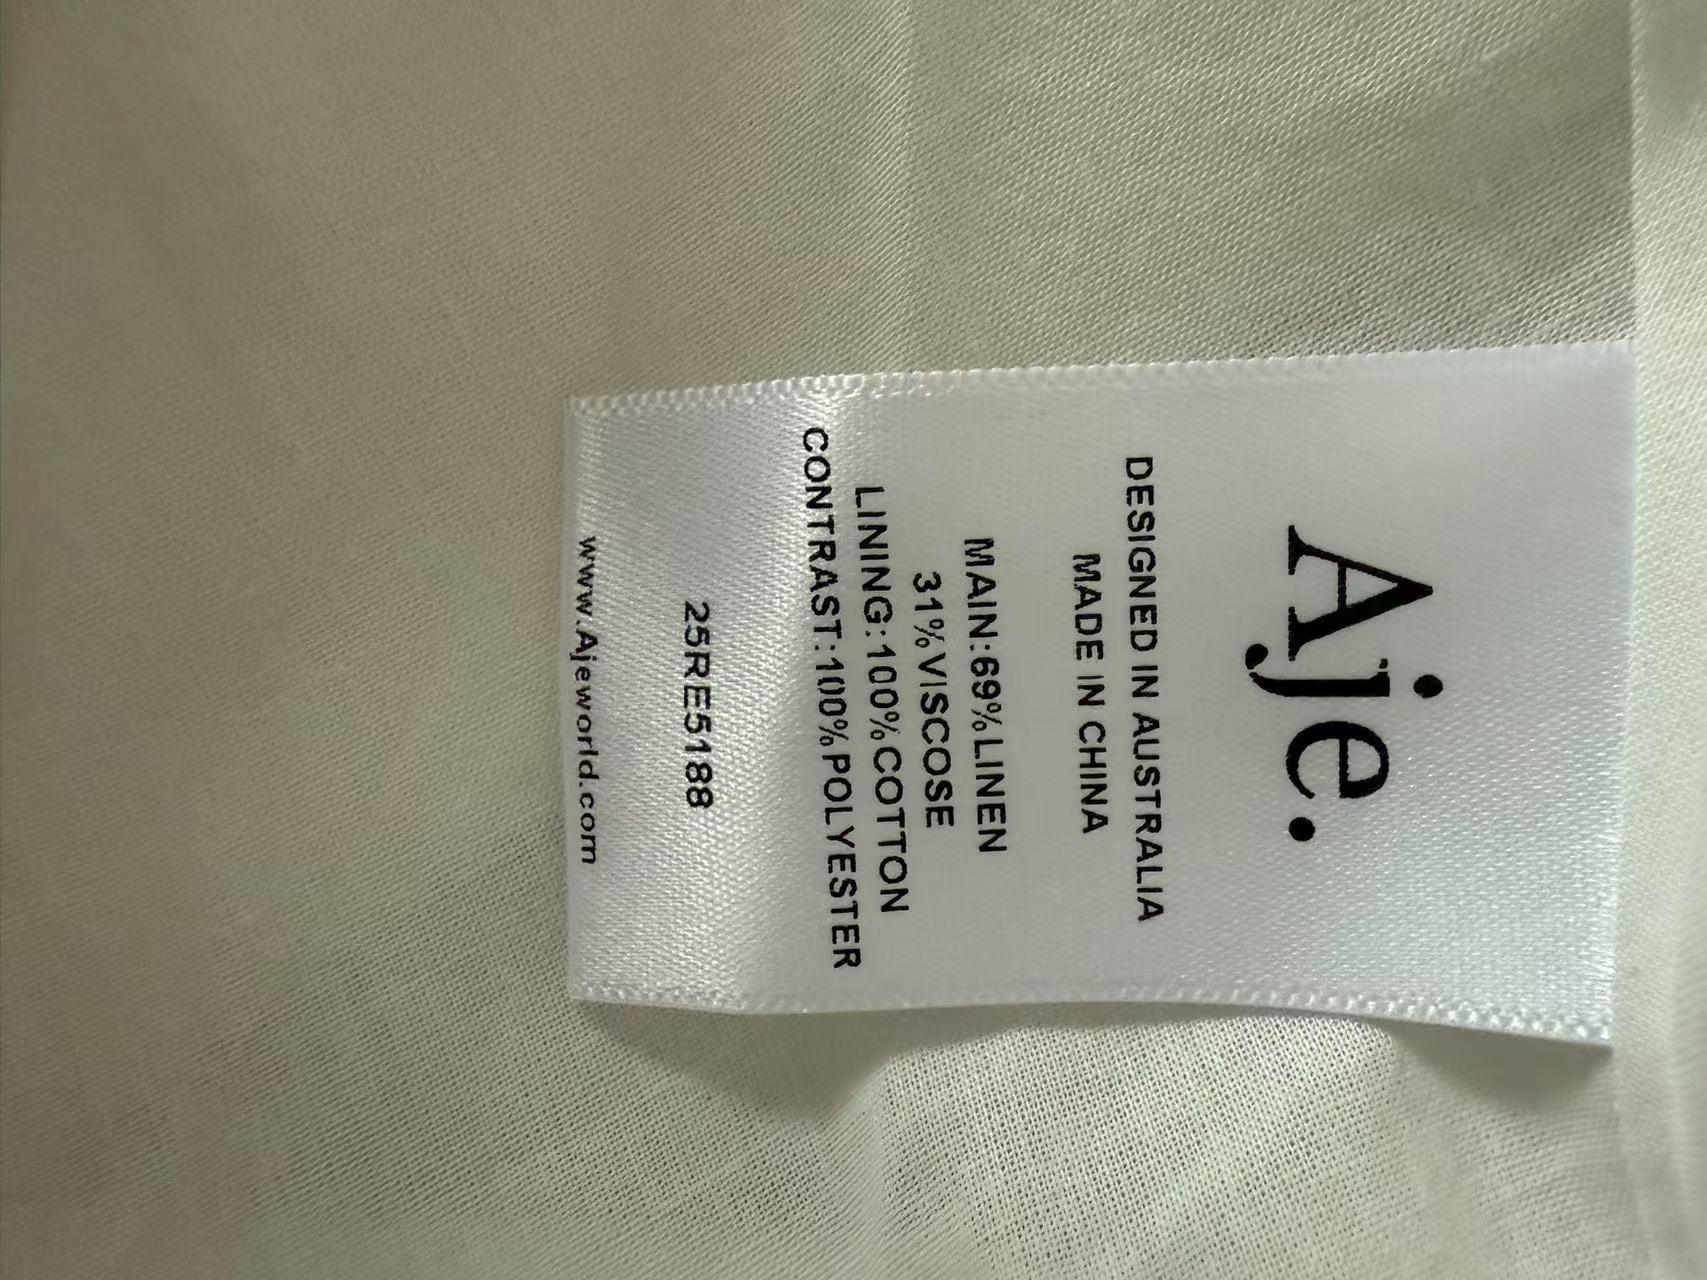 Aje.
DESIGNED IN AUSTRALIA
MADE IN CHINA
MAIN:69%LINEN
31%VISCOSE
LINING:100%COTTON
CONTRAST:100%POLYESTER
25RE5188
www.Ajeworld.com